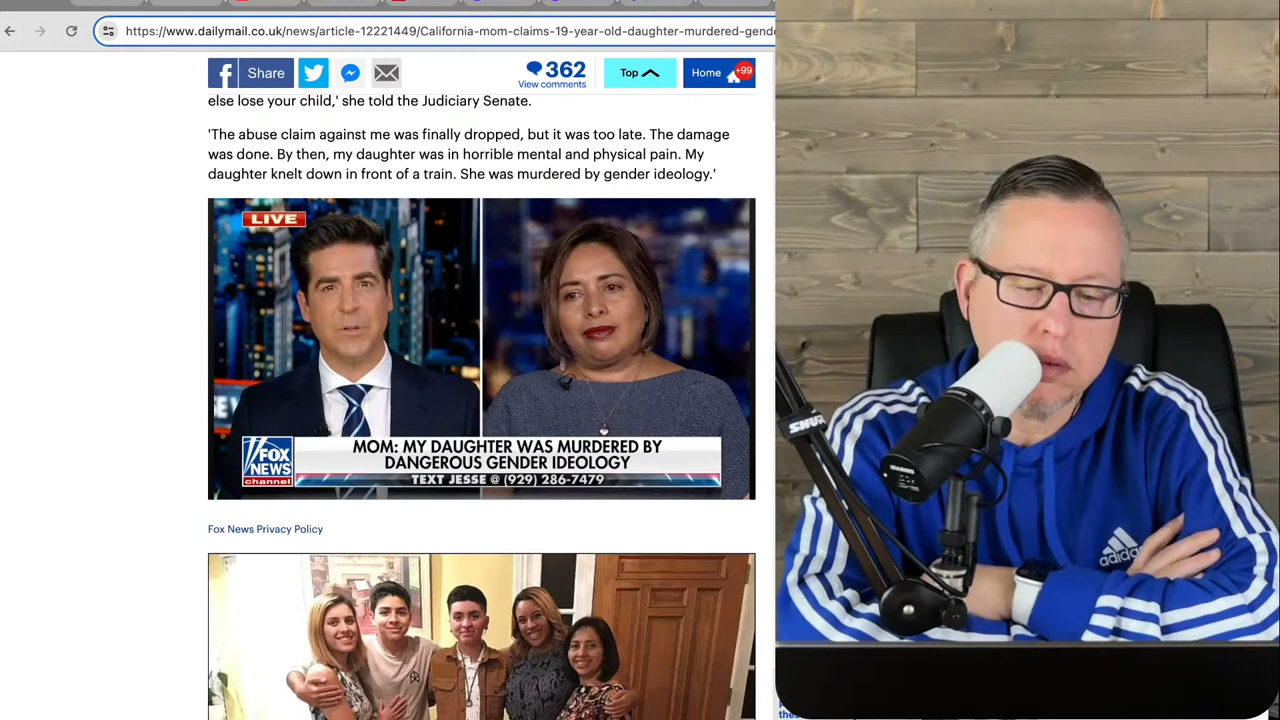 https://www.dailymail.co.uk/news/article-12221449/California-mom-claims-19-year-old-daughter-murdered-gende
Share
362
View comments
Top
Home
+99
else lose your child,' she told the Judiciary Senate.
'The abuse claim against me was finally dropped, but it was too late. The damage
was done. By then, my daughter was in horrible mental and physical pain. My
daughter knelt down in front of a train. She was murdered by gender ideology.'
LIVE
FOX
NEWS
channel
MOM: MY DAUGHTER WAS MURDERED BY
DANGEROUS GENDER IDEOLOGY
TEXT JESSE @ (929) 286-7479
Fox News Privacy Policy
SHURE
adidas